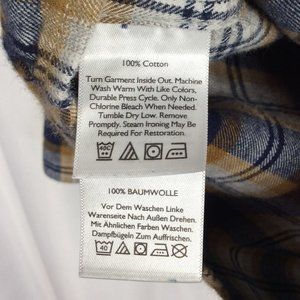 100% Cotton
Turn Garment Inside Out. Machine
Wash Warm With Like Colors,
Durable Press Cycle. Only Non-
Chlorine Bleach When Needed.
Tumble Dry Low. Remove
Promptly. Steam Ironing May Be
Required For Restoration.
40C
100% BAUMWOLLE
Vor Dem Waschen Linke
Warenseite Nach Außen Drehen.
Mit Ähnlichen Farben Waschen.
Dampfbügeln Zum Auffrischen.
40